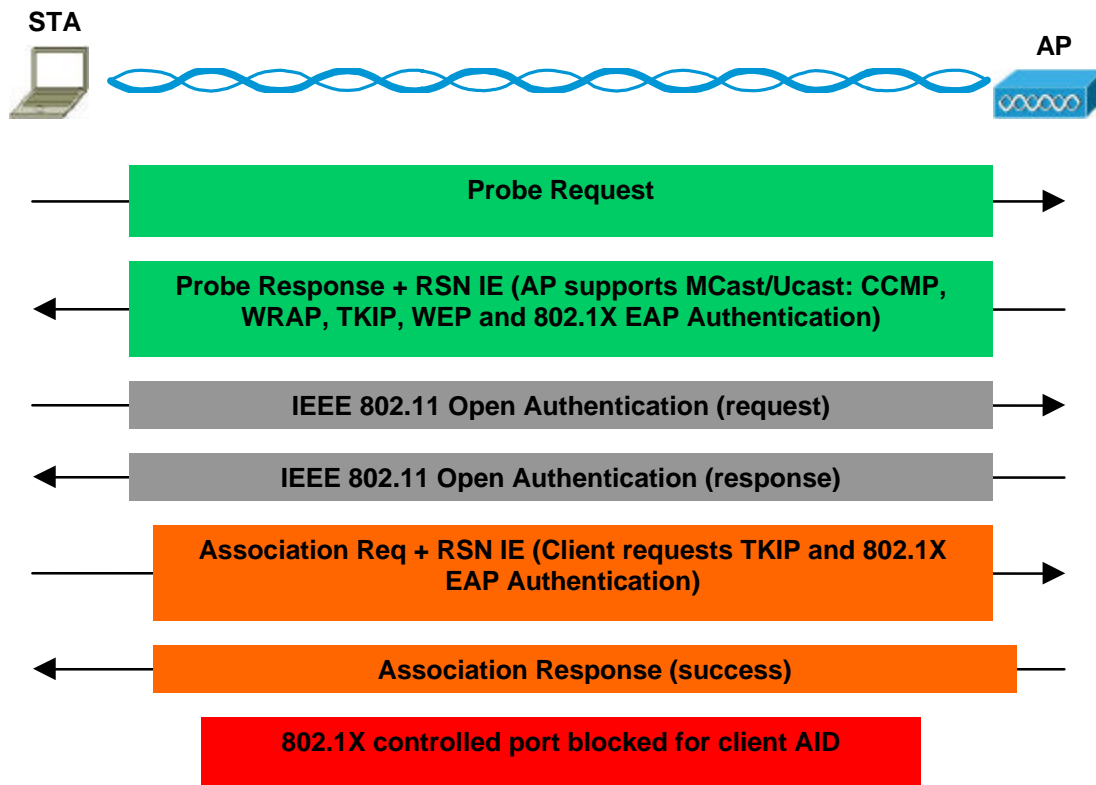 STA
AP
Probe Request
Probe Response + RSN IE (AP supports MCast/Ucast: CCMP,
WRAP, TKIP, WEP and 802.1X EAP Authentication)
IEEE 802.11 Open Authentication (request)
IEEE 802.11 Open Authentication (response)
Association Req + RSN IE (Client requests TKIP and 802.1X
EAP Authentication)
Association Response (success)
802.1X controlled port blocked for client AID